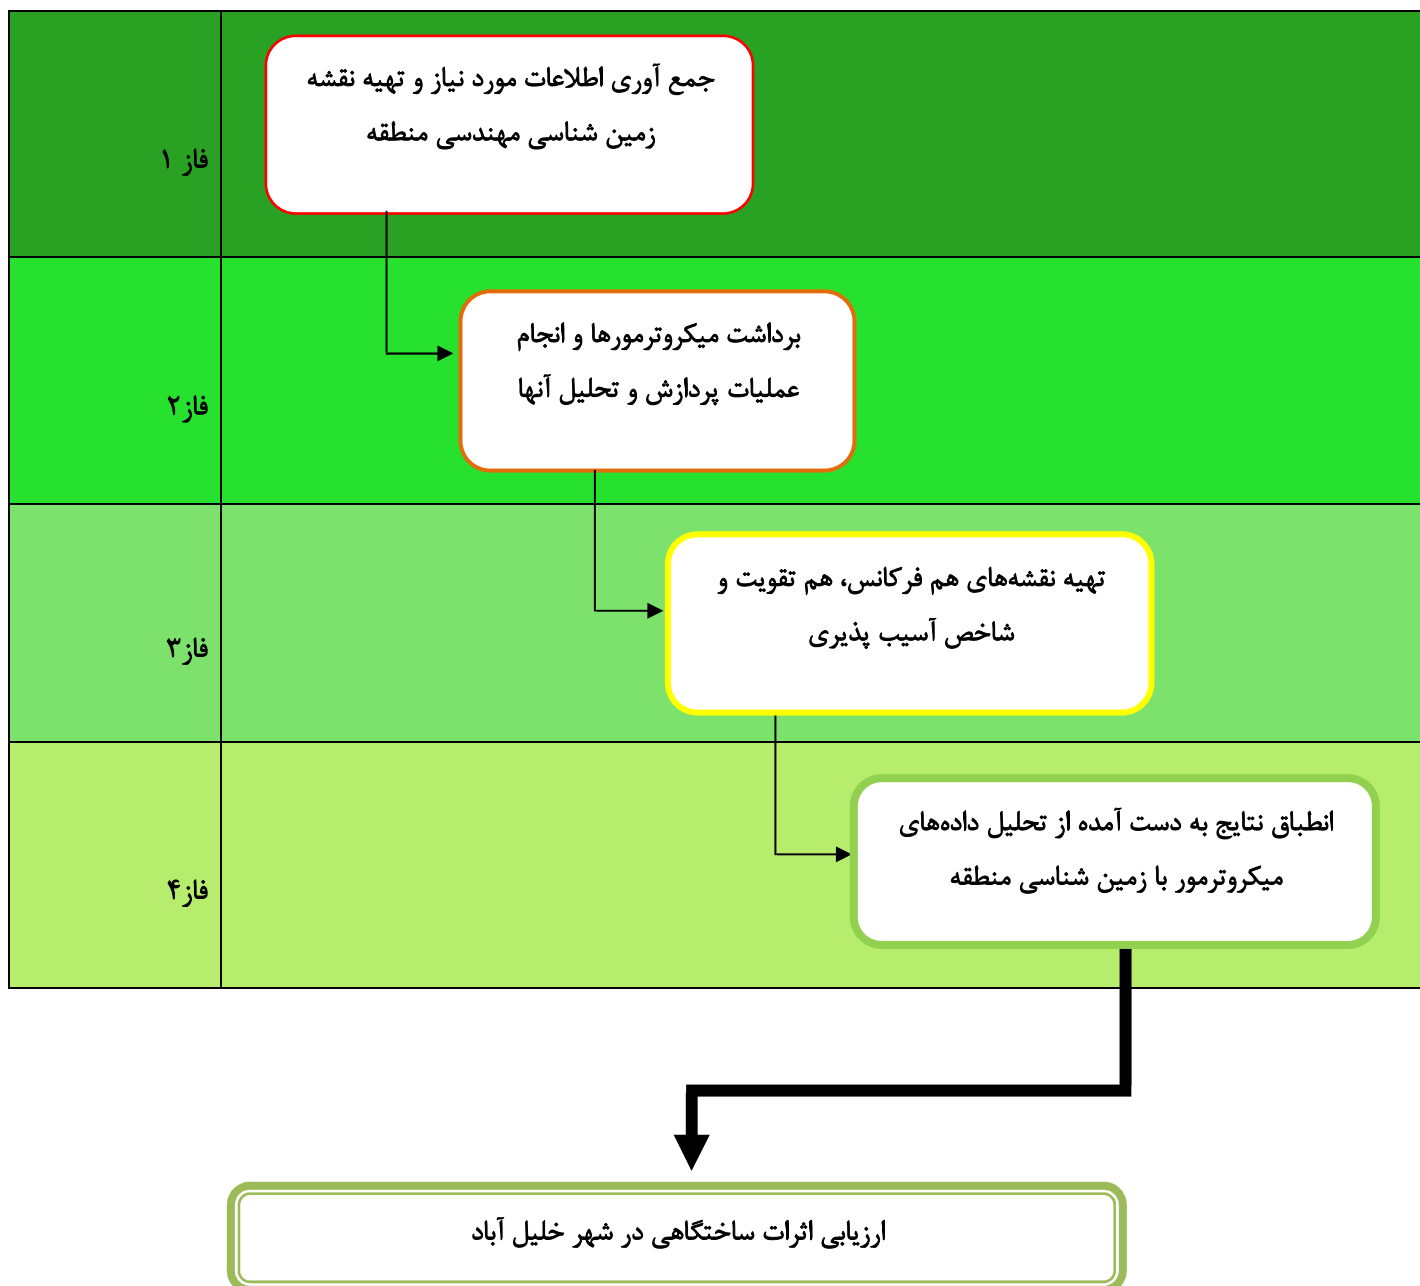 جمع آوری اطلاعات مورد نیاز و تهیه نقشه
زمین شناسی مهندسی منطقه
فاز ۱
برداشت میکروترمورها و انجام
عملیات پردازش و تحلیل آنها
فاز۲
تهیه نقشه‌های هم فرکانس، هم تقویت و
شاخص آسیب پذیری
فاز۳
انطباق نتایج به دست آمده از تحلیل داده‌های
میکروترمور با زمین شناسی منطقه
فاز۴
ارزیابی اثرات ساختگاهی در شهر خلیل آباد